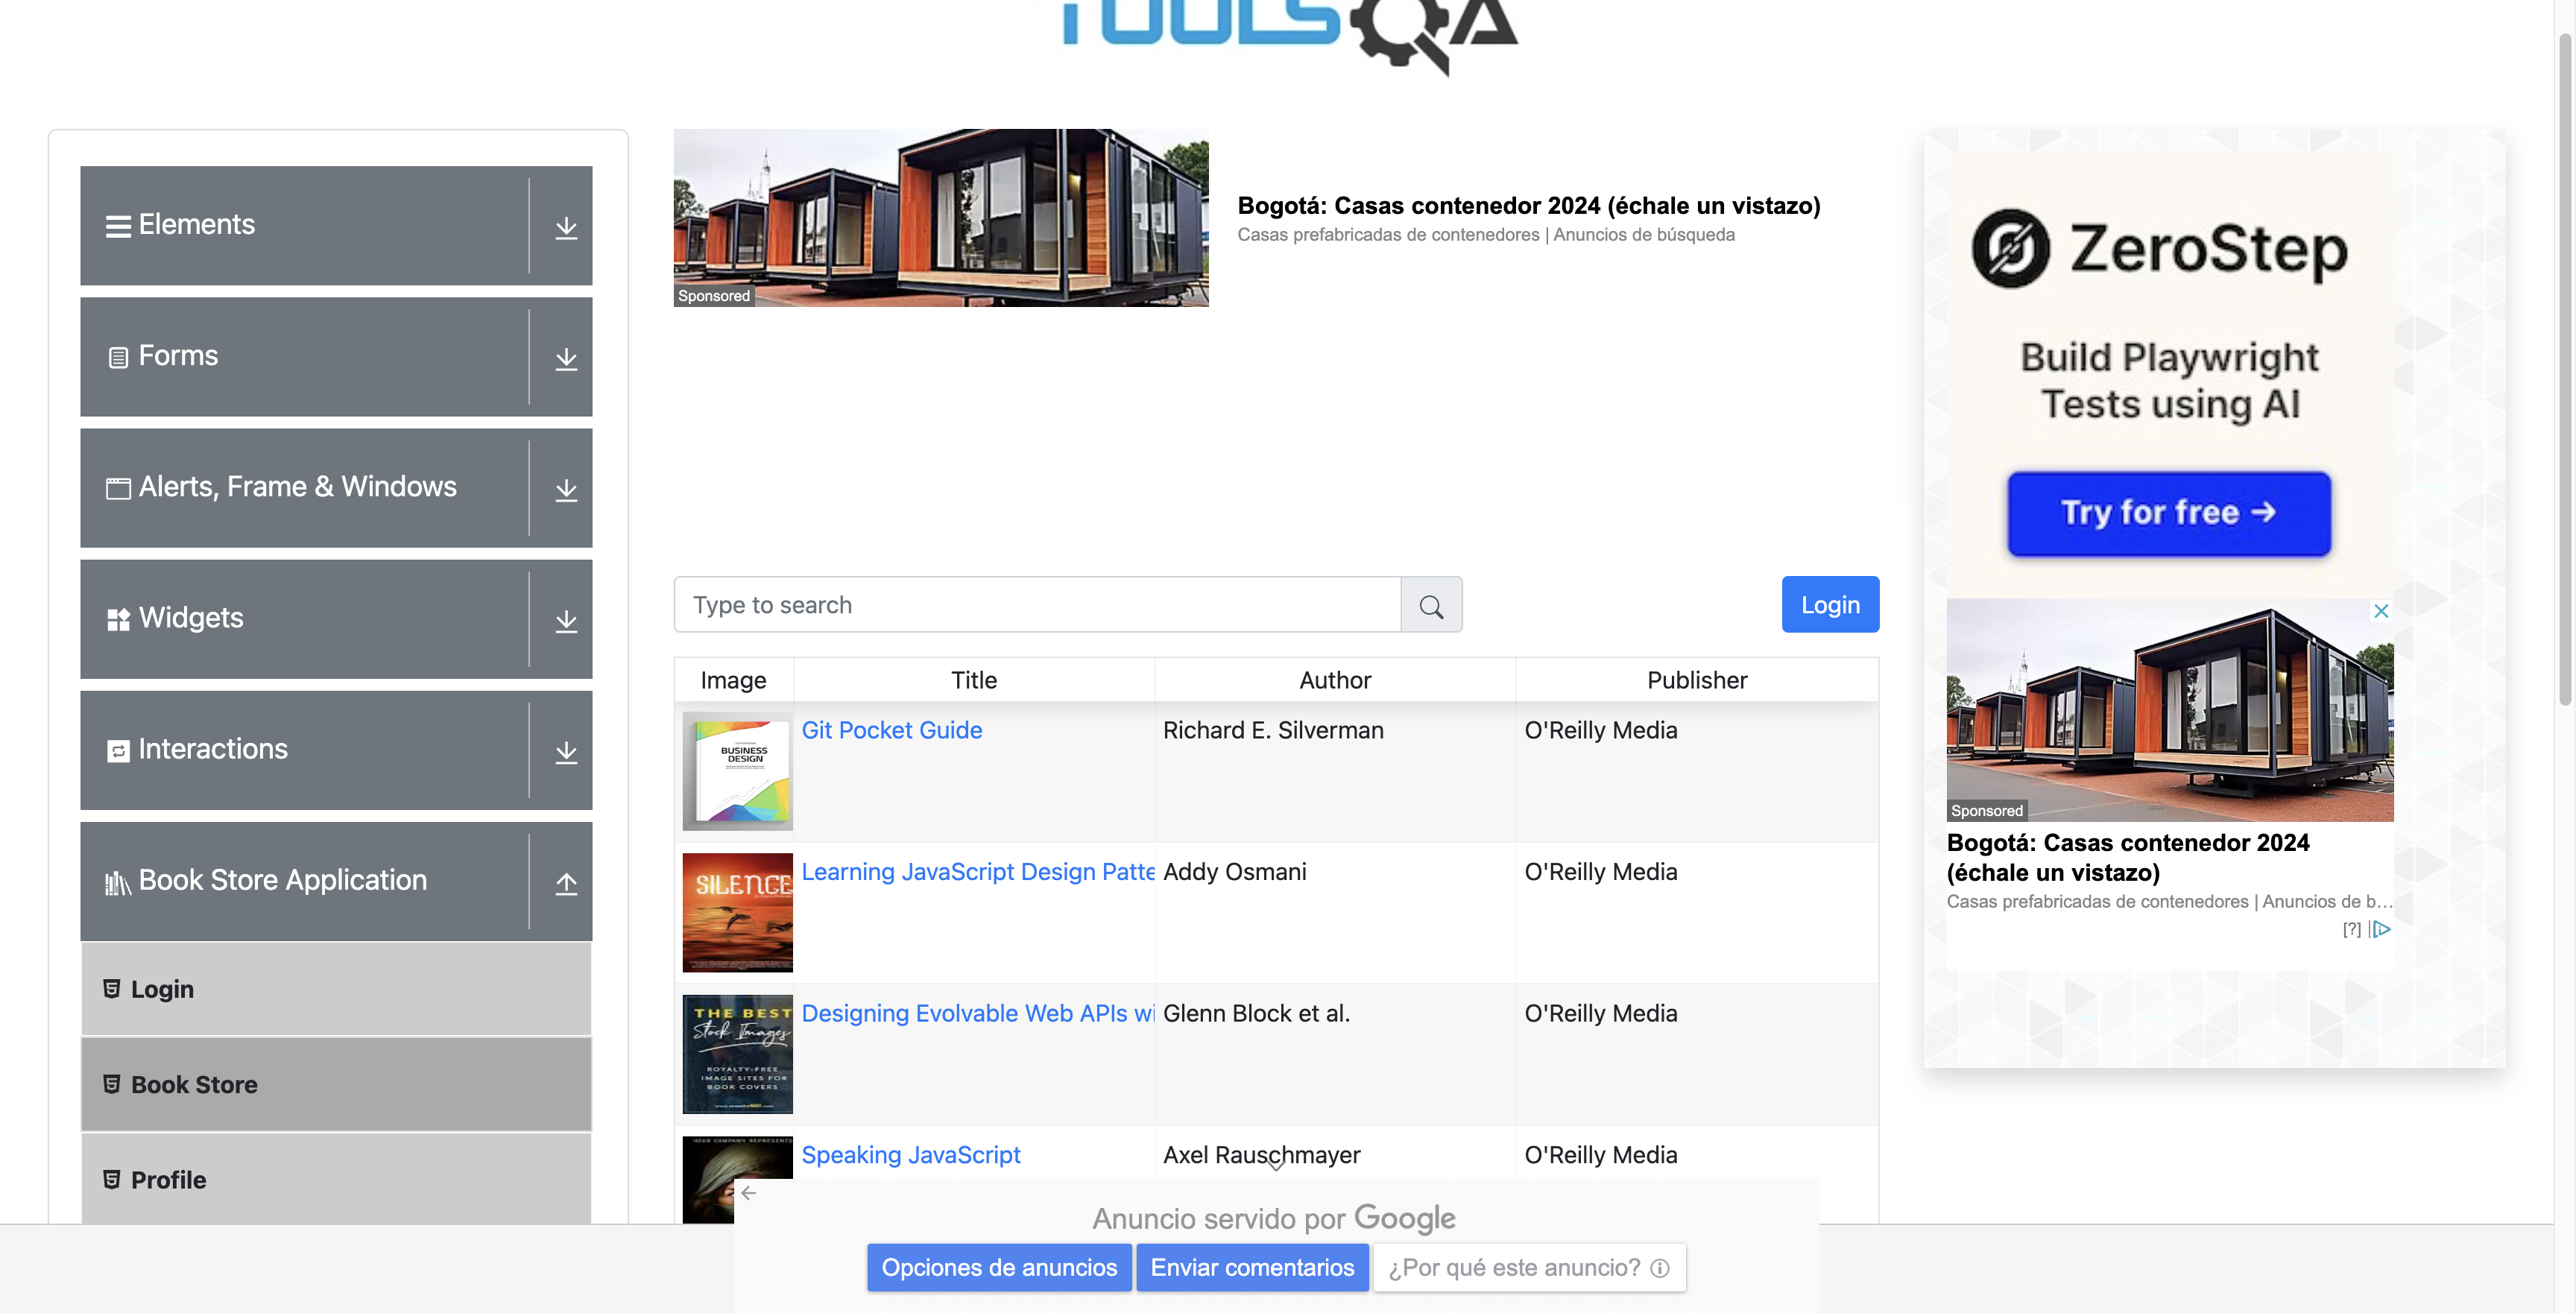 TOOLSQA
Elements
Forms
Alerts, Frame & Windows
Widgets
Interactions
Book Store Application
Login
Book Store
Profile
Sponsored
Bogotá: Casas contenedor 2024 (échale un vistazo)
Casas prefabricadas de contenedores | Anuncios de búsqueda
Type to search
Login
Image Title Author Publisher
BUSINESS
DESIGN
Git Pocket Guide Richard E. Silverman O'Reilly Media
SILENCE
Learning JavaScript Design Patte Addy Osmani O'Reilly Media
THE BEST
Stock Images
ROYALTY-FREE
IMAGE SITES FOR
BOOK COVERS
Designing Evolvable Web APIs wi Glenn Block et al. O'Reilly Media
Speaking JavaScript Axel Rauschmayer O'Reilly Media
Anuncio servido por Google
Opciones de anuncios Enviar comentarios ¿Por qué este anuncio?
ZeroStep
Build Playwright
Tests using AI
Try for free →
Sponsored
Bogotá: Casas contenedor 2024
(échale un vistazo)
Casas prefabricadas de contenedores | Anuncios de b...
[?]